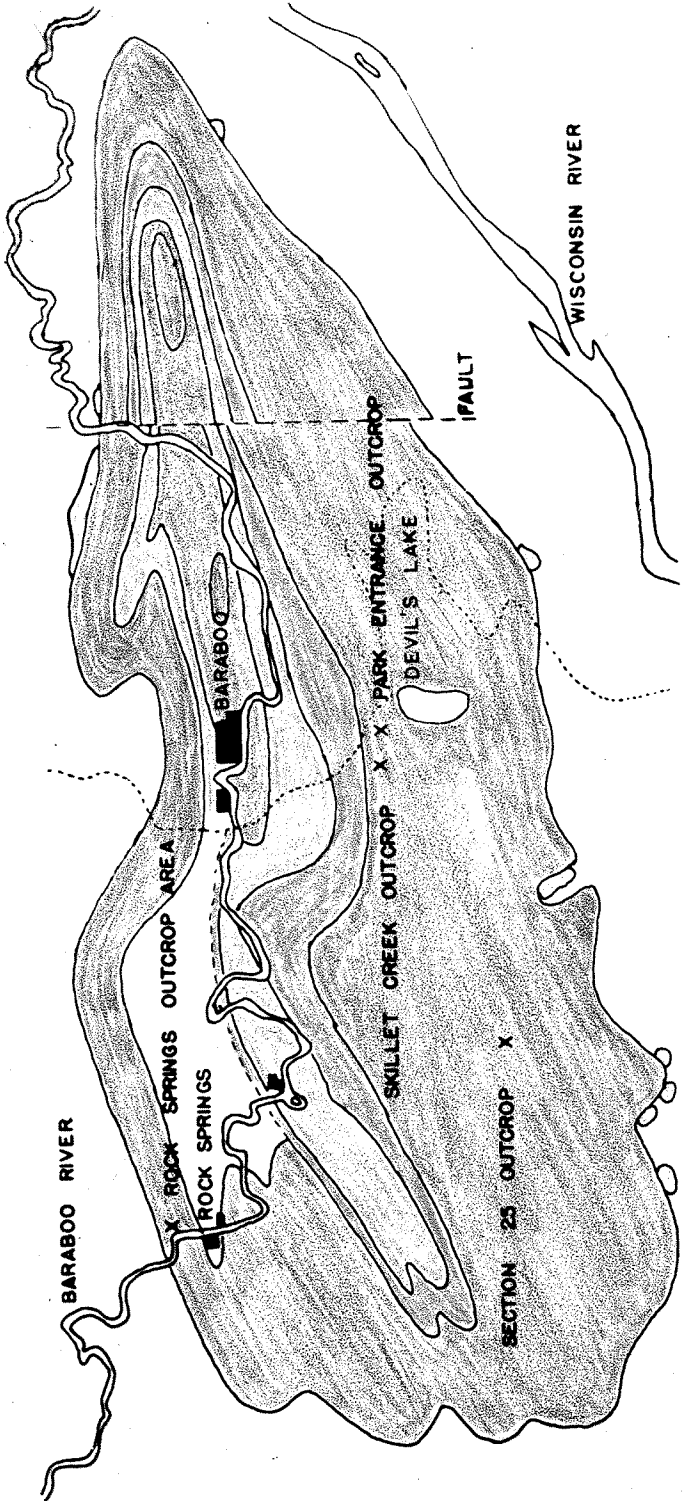 BARABOO RIVER
X ROCK SPRINGS OUTCROP AREA
ROCK SPRINGS
BARABOO
SKILLET CREEK OUTCROP X
X PARK ENTRANCE OUTCROP
DEVIL'S LAKE
SECTION 25 OUTCROP X
FAULT
WISCONSIN RIVER